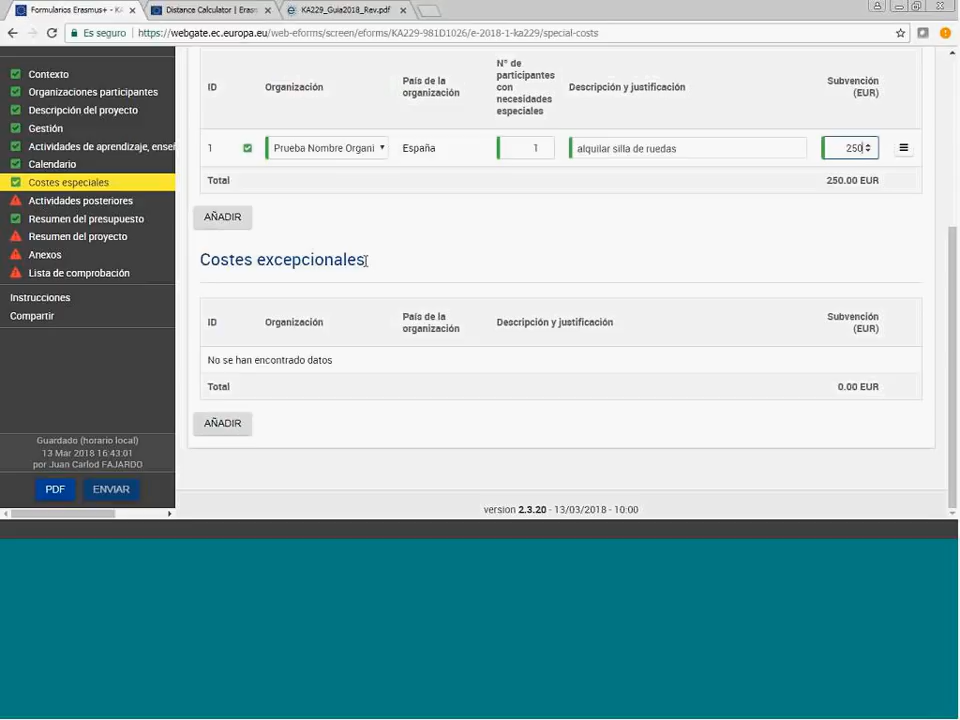 Formularios Erasmus+ - KA
Distance Calculator | Erasm
KA229_Guia2018_Rev.pdf
Es seguro
https://webgate.ec.europa.eu/web-eforms/screen/eforms/KA229-981D1026/e-2018-1-ka229/special-costs
Contexto
Organizaciones participantes
Descripción del proyecto
Gestión
Actividades de aprendizaje, enseñ
Calendario
Costes especiales
Actividades posteriores
Resumen del presupuesto
Resumen del proyecto
Anexos
Lista de comprobación
Instrucciones
Compartir
Guardado (horario local)
13 Mar 2018 16:43:01
por Juan Carlod FAJARDO
PDF
ENVIAR
ID
Organización
País de la
organización
Nº de
participantes
con
necesidades
especiales
Descripción y justificación
Subvención
(EUR)
1
Prueba Nombre Organi
España
1
alquilar silla de ruedas
250
Total
250.00 EUR
AÑADIR
Costes excepcionales
ID
Organización
País de la
organización
Descripción y justificación
Subvención
(EUR)
No se han encontrado datos
Total
0.00 EUR
AÑADIR
version 2.3.20 - 13/03/2018 - 10:00